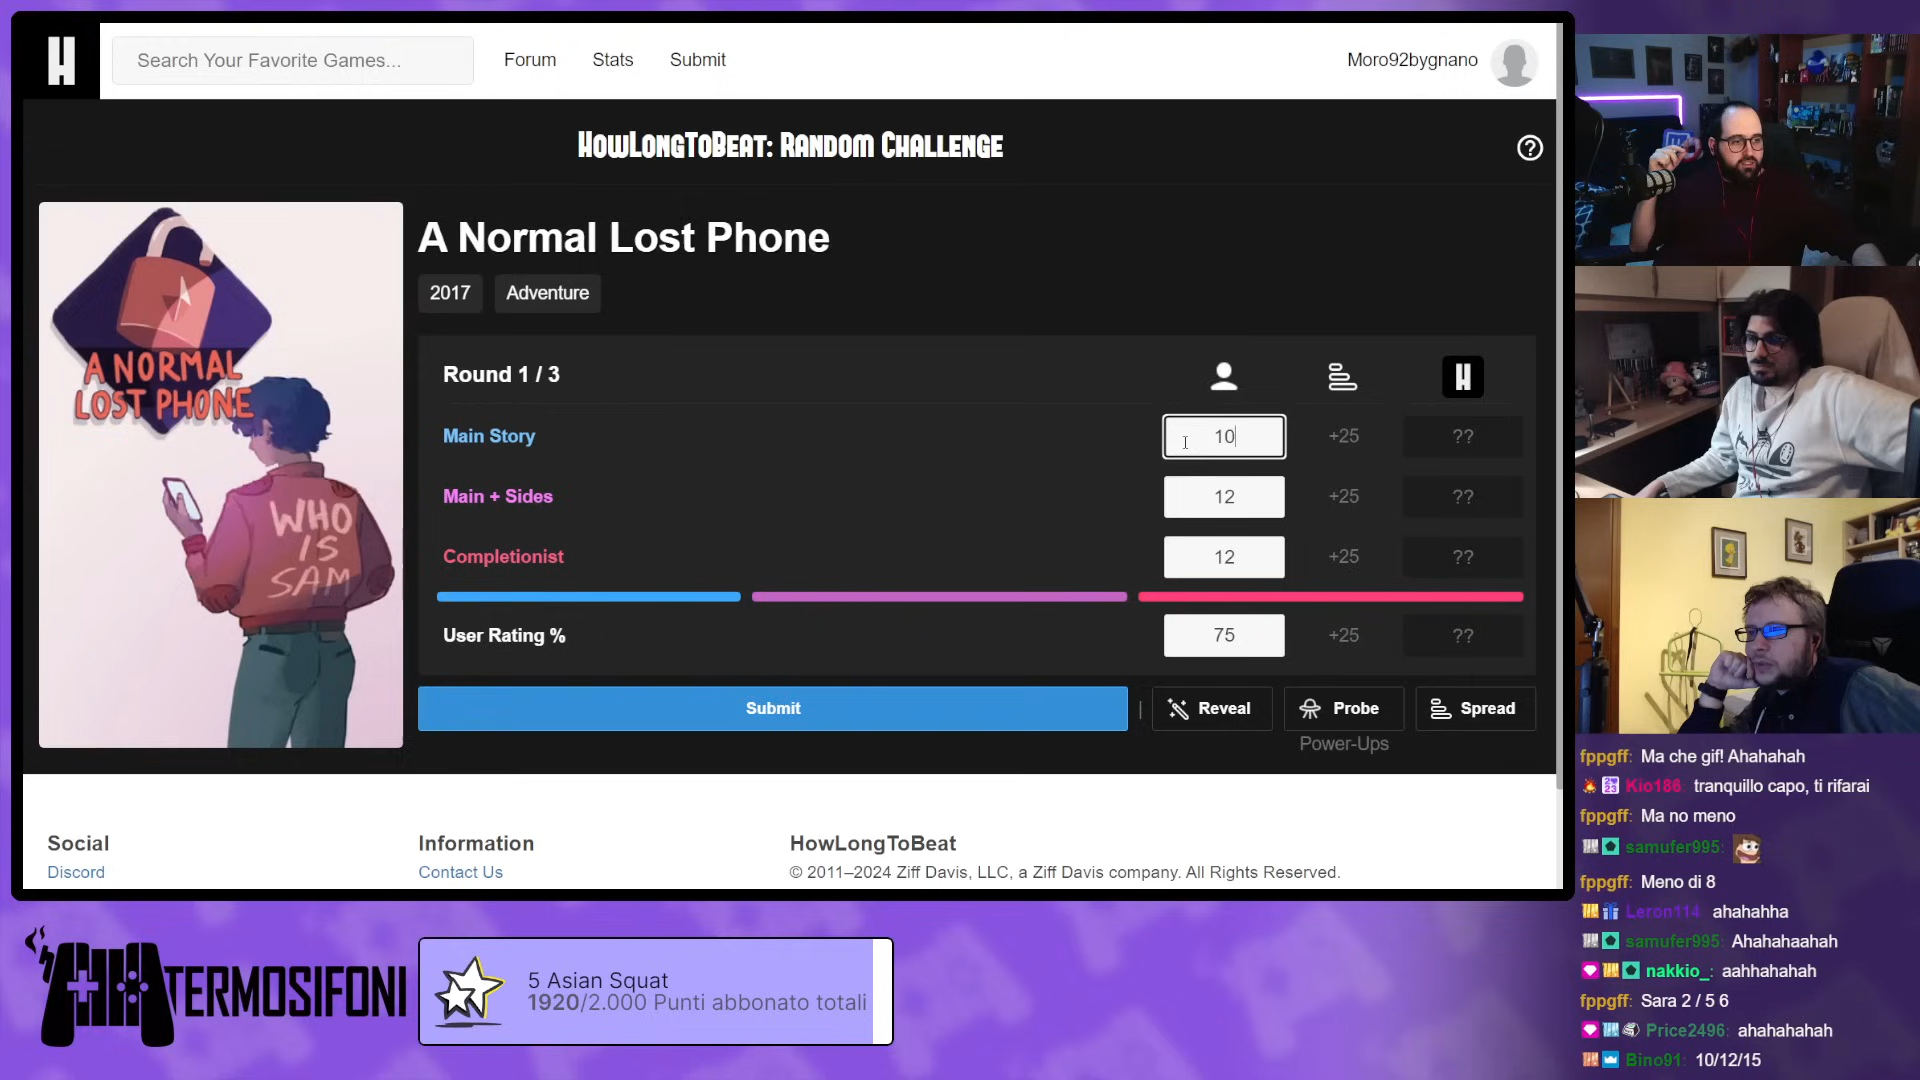 Search Your Favorite Games...
Forum
Stats
Submit
Moro92bygnano
HowLongToBeat: Random Challenge
A NORMAL
LOST PHONE
WHO
IS
SAM
A Normal Lost Phone
2017
Adventure
Round 1 / 3
Main Story
10
+25
??
Main + Sides
12
+25
??
Completionist
12
+25
??
User Rating %
75
+25
??
Submit
Reveal
Probe
Spread
Power-Ups
Social
Discord
Information
Contact Us
HowLongToBeat
© 2011–2024 Ziff Davis, LLC, a Ziff Davis company. All Rights Reserved.
TERMOSIFONI
5 Asian Squat
1920/2.000 Punti abbonato totali
fppgff: Ma che gif! Ahahahah
Kio186: tranquillo capo, ti rifarai
fppgff: Ma no meno
samufer995:
fppgff: Meno di 8
Leron114: ahahahha
samufer995: Ahahahaahah
nakkio_: aahhahahah
fppgff: Sara 2 / 5 6
Price2496: ahahahahah
Bino91: 10/12/15